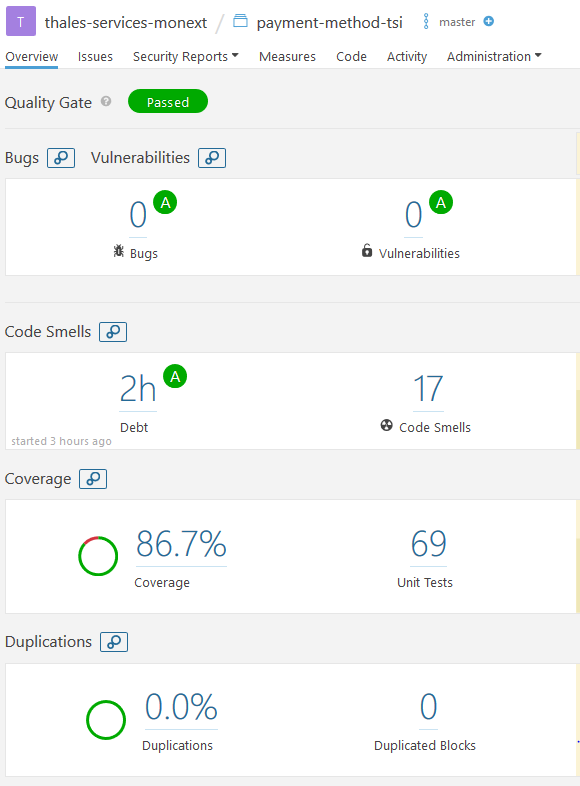 T thales-services-monext / payment-method-tsi master
Overview Issues Security Reports Measures Code Activity Administration
Quality Gate ? Passed
Bugs Vulnerabilities
0 A 0 A
Bugs Vulnerabilities
Code Smells
2h A 17
Debt Code Smells
started 3 hours ago
Coverage
86.7% 69
Coverage Unit Tests
Duplications
0.0% 0
Duplications Duplicated Blocks